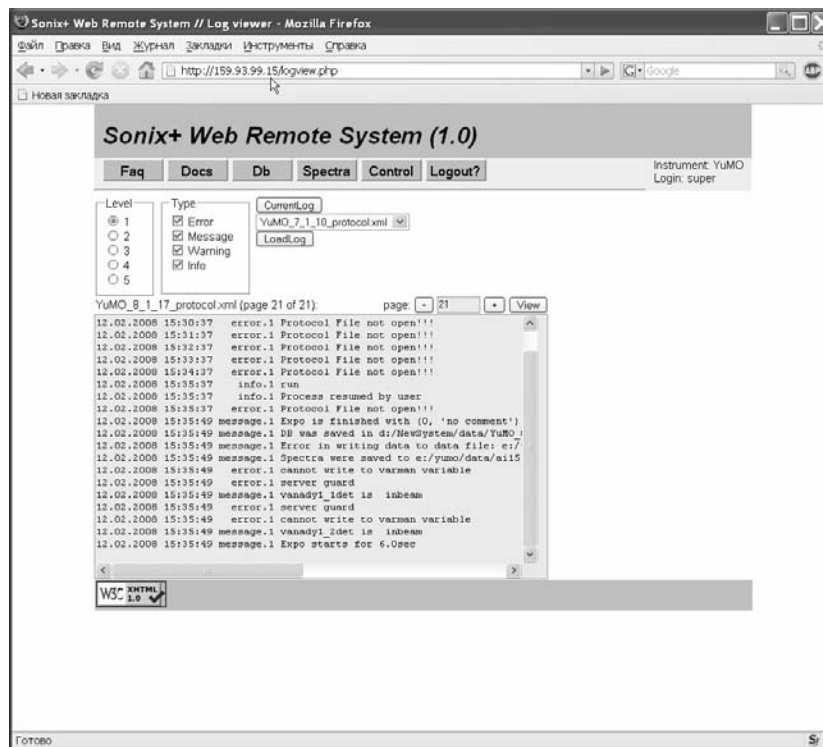 Sonix+ Web Remote System // Log viewer - Mozilla Firefox
Файл Правка Вид Журнал Закладки Инструменты Справка
http://159.93.99.15/logview.php
Google
ABP
Новая закладка
Sonix+ Web Remote System (1.0)
Faq Docs Db Spectra Control Logout?
Instrument: YuMO
Login: super
Level Type
1 Error
2 Message
3 Warning
4 Info
5
CurrentLog
YuMO_7_1_10_protocol.xml
LoadLog
YuMO_8_1_17_protocol.xml (page 21 of 21): page: - 21 + View
12.02.2008 15:30:37 error.1 Protocol File not open!!!
12.02.2008 15:31:37 error.1 Protocol File not open!!!
12.02.2008 15:32:37 error.1 Protocol File not open!!!
12.02.2008 15:33:37 error.1 Protocol File not open!!!
12.02.2008 15:34:37 error.1 Protocol File not open!!!
12.02.2008 15:35:37 info.1 run
12.02.2008 15:35:37 info.1 Process resumed by user
12.02.2008 15:35:37 error.1 Protocol File not open!!!
12.02.2008 15:35:49 message.1 Expo is finished with (0, 'no comment')
12.02.2008 15:35:49 message.1 DB was saved in d:/NewSystem/data/YuMO_
12.02.2008 15:35:49 message.1 Error in writing data to data file: e:/
12.02.2008 15:35:49 message.1 Spectra were saved to e:/yumo/data/ai15
12.02.2008 15:35:49 error.1 cannot write to varman variable
12.02.2008 15:35:49 error.1 server guard
12.02.2008 15:35:49 message.1 vanady1_1det is inbeam
12.02.2008 15:35:49 error.1 server guard
12.02.2008 15:35:49 error.1 cannot write to varman variable
12.02.2008 15:35:49 message.1 vanady1_2det is inbeam
12.02.2008 15:35:49 message.1 Expo starts for 6.0sec
W3C XHTML 1.0
Готово